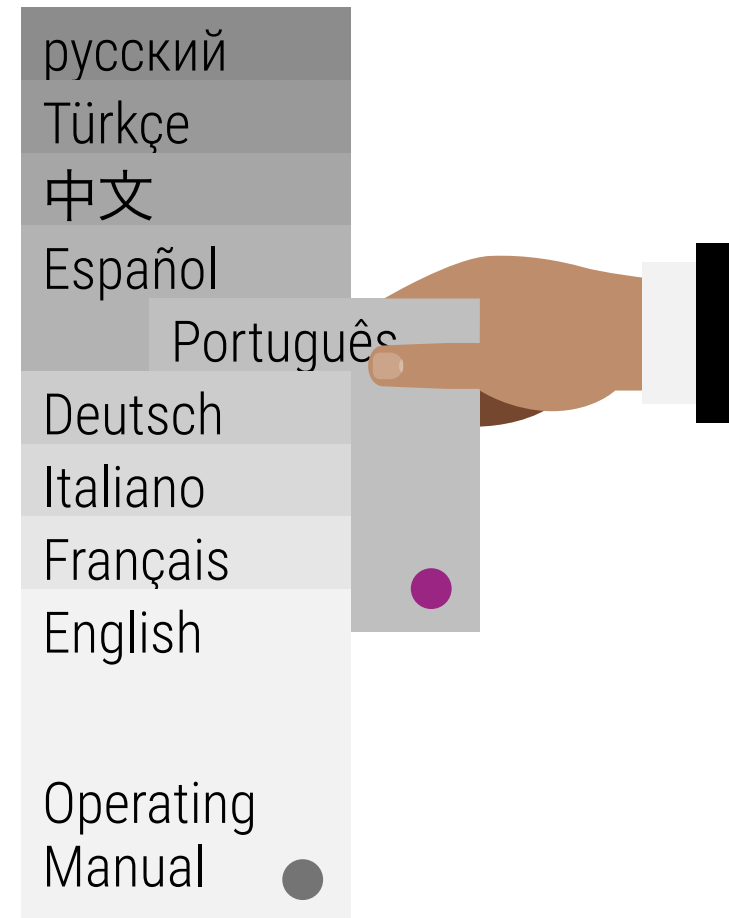 русский
Türkçe
中文
Español
Português
Deutsch
Italiano
Français
English
Operating
Manual